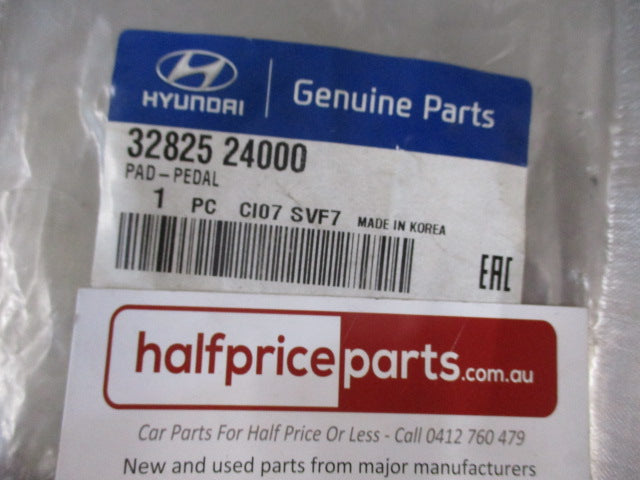 HYUNDAI
Genuine Parts
32825 24000
PAD-PEDAL
1 PC CI07 SVF7 MADE IN KOREA
EAC
halfpriceparts.com.au
Car Parts For Half Price Or Less - Call 0412 760 479
New and used parts from major manufacturers